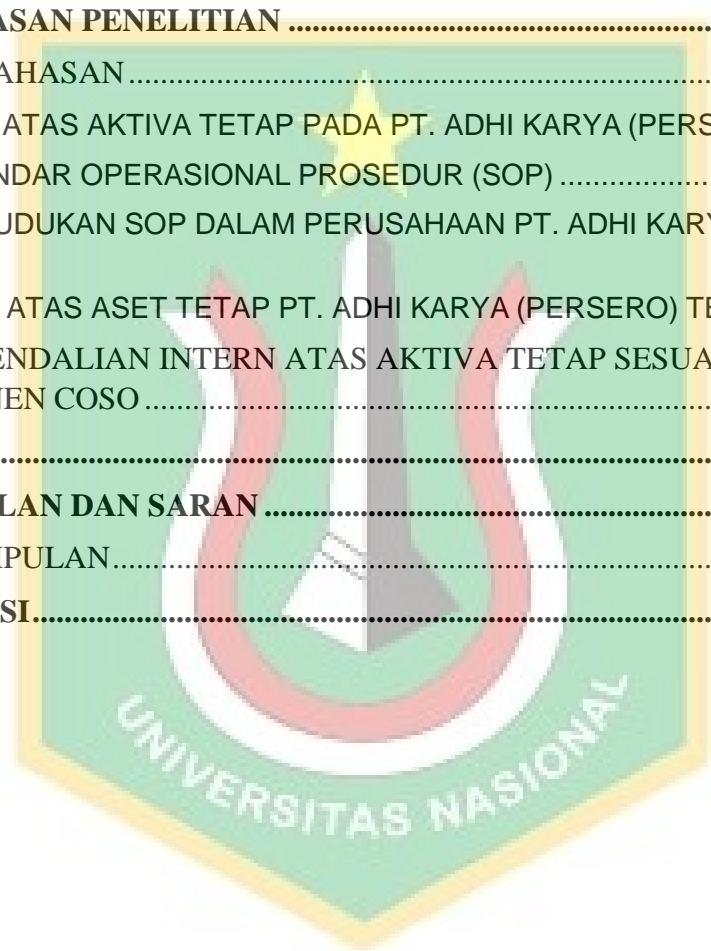 ASAN PENELITIAN ........................................................
AHASAN ........................................................
ATAS AKTIVA TETAP PADA PT. ADHI KARYA (PERS
NDAR OPERASIONAL PROSEDUR (SOP) ....................
UDUKAN SOP DALAM PERUSAHAAN PT. ADHI KARY
ATAS ASET TETAP PT. ADHI KARYA (PERSERO) TE
ENDALIAN INTERN ATAS AKTIVA TETAP SESUA
NEN COSO ........................................................
........................................................
LAN DAN SARAN ........................................................
IPULAN ........................................................
SI ........................................................
UNIVERSITAS NASIONAL